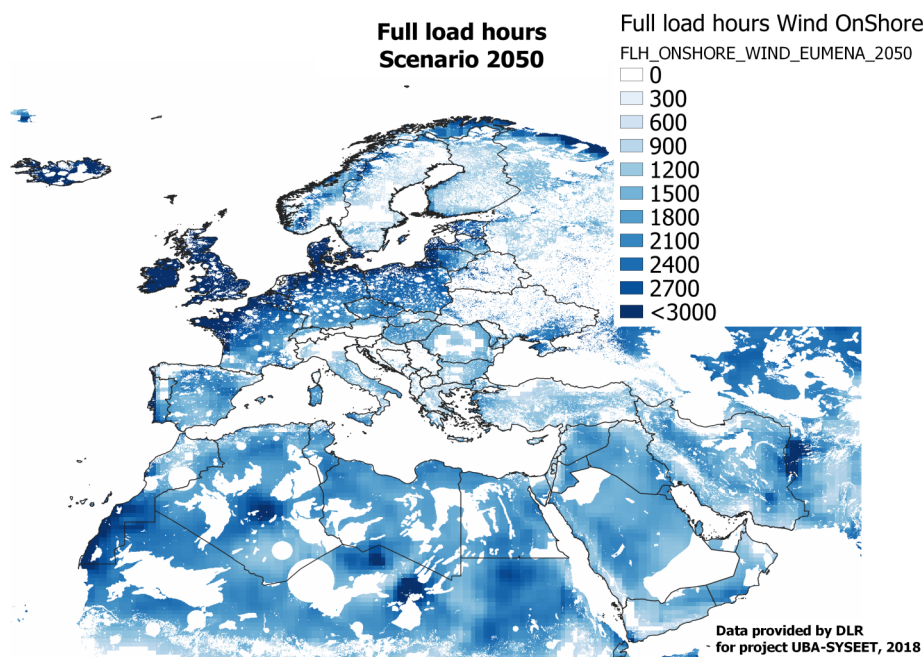 Full load hours
Scenario 2050
Full load hours Wind OnShore
FLH_ONSHORE_WIND_EUMENA_2050
0
300
600
900
1200
1500
1800
2100
2400
2700
<3000
Data provided by DLR
for project UBA-SYSEET, 2018